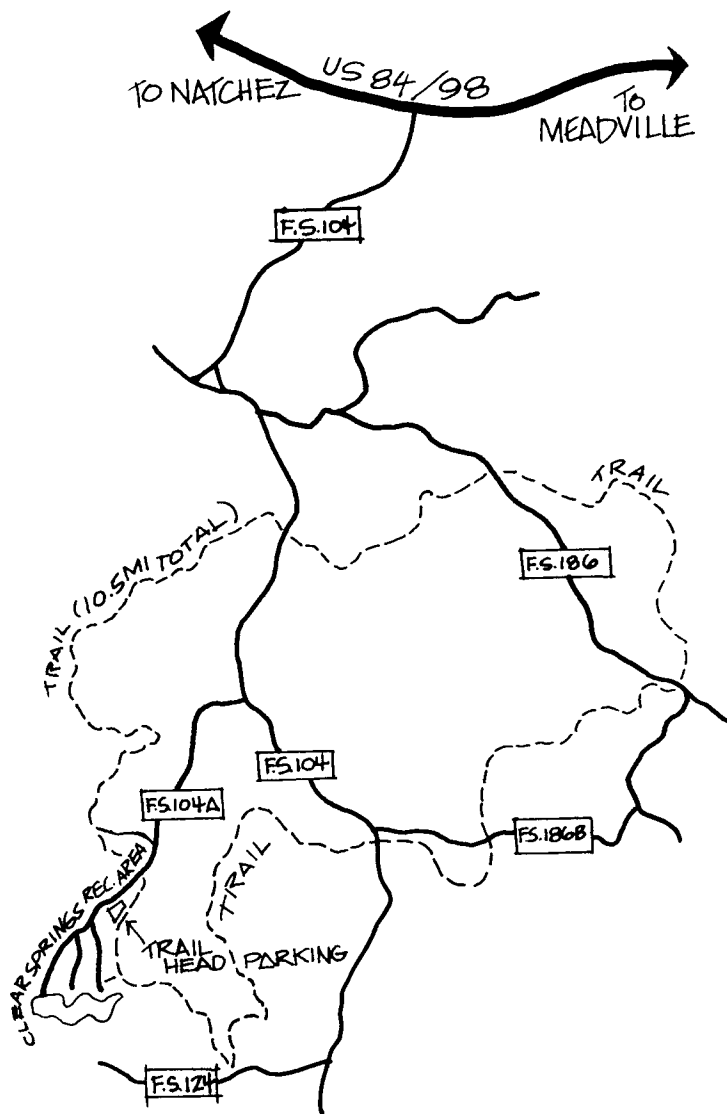 US 84/98
TO NATCHEZ
TO
MEADVILLE
F.S.104
TRAIL
TRAIL (10.5 MI TOTAL)
F.S.186
F.S.104
F.S.104A
F.S.186B
TRAIL
CLEAR SPRINGS REC. AREA
TRAIL
HEAD PARKING
F.S.124